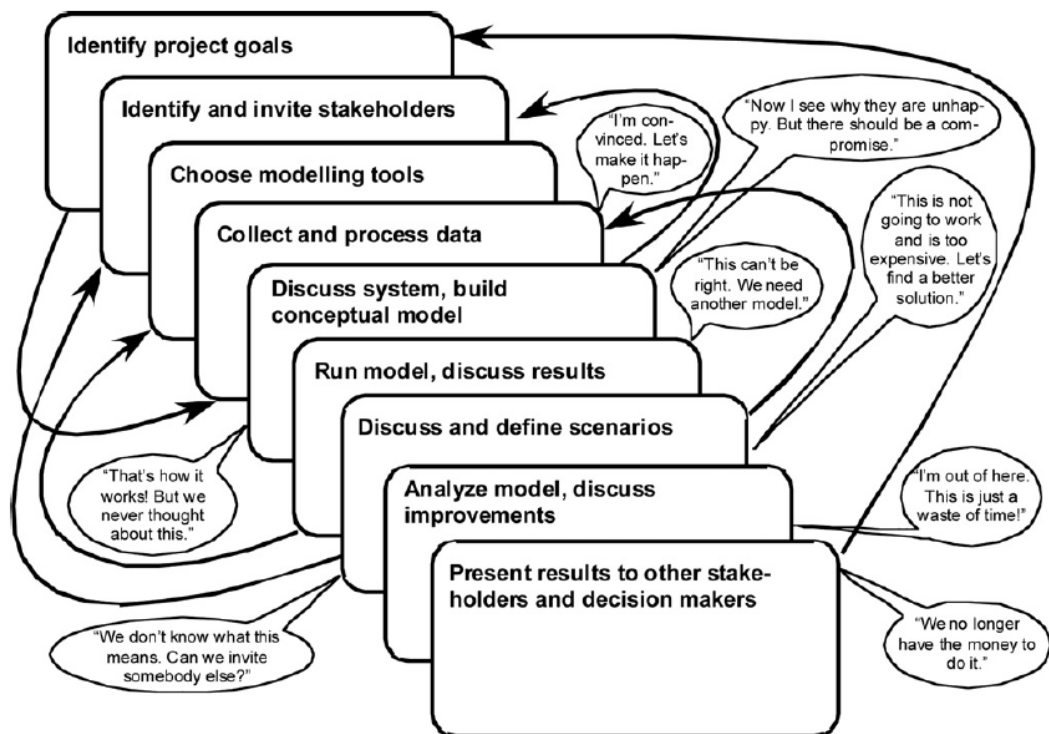 Identify project goals
Identify and invite stakeholders
Choose modelling tools
Collect and process data
Discuss system, build
conceptual model
Run model, discuss results
Discuss and define scenarios
Analyze model, discuss
improvements
Present results to other stake-
holders and decision makers
“I’m con-
vinced. Let’s
make it hap-
pen.”
“Now I see why they are unhap-
py. But there should be a com-
promise.”
“This is not
going to work
and is too
expensive. Let’s
find a better
solution.”
“This can’t be
right. We need
another model.”
“That’s how it
works! But we
never thought
about this.”
“I’m out of here.
This is just a
waste of time!”
“We don’t know what this
means. Can we invite
somebody else?”
“We no longer
have the money to
do it.”